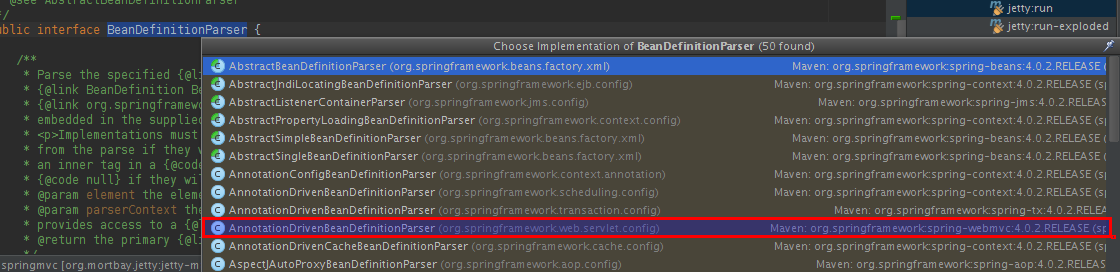 @see AbstractBeanDefinitionParser
*/
public interface BeanDefinitionParser {
/**
* Parse the specified {@li
* {@link BeanDefinition Be
* {@link org.springframewo
* embedded in the supplied
* <p>Implementations must
* from the parse if they w
* an inner tag in a {@code
* {@code null} if they wil
* @param element the eleme
* @param parserContext the
* provides access to a {@l
* @return the primary {@li
*/
springmvc [org.mortbay.jetty:jetty-m
jetty:run
jetty:run-exploded
Choose Implementation of BeanDefinitionParser (50 found)
AbstractBeanDefinitionParser (org.springframework.beans.factory.xml) Maven: org.springframework:spring-beans:4.0.2.RELEASE (
AbstractJndiLocatingBeanDefinitionParser (org.springframework.ejb.config) Maven: org.springframework:spring-context:4.0.2.RELEASE (
AbstractListenerContainerParser (org.springframework.jms.config) Maven: org.springframework:spring-jms:4.0.2.RELEASE
AbstractPropertyLoadingBeanDefinitionParser (org.springframework.context.config) Maven: org.springframework:spring-context:4.0.2.RELEASE
AbstractSimpleBeanDefinitionParser (org.springframework.beans.factory.xml) Maven: org.springframework:spring-beans:4.0.2.RELEASE
AbstractSingleBeanDefinitionParser (org.springframework.beans.factory.xml) Maven: org.springframework:spring-beans:4.0.2.RELEASE
AnnotationConfigBeanDefinitionParser (org.springframework.context.annotation) Maven: org.springframework:spring-context:4.0.2.RELEASE
AnnotationDrivenBeanDefinitionParser (org.springframework.scheduling.config) Maven: org.springframework:spring-context:4.0.2.RELEASE
AnnotationDrivenBeanDefinitionParser (org.springframework.transaction.config) Maven: org.springframework:spring-tx:4.0.2.RELEAS
AnnotationDrivenBeanDefinitionParser (org.springframework.web.servlet.config) Maven: org.springframework:spring-webmvc:4.0.2.RELEASE (sp
AnnotationDrivenCacheBeanDefinitionParser (org.springframework.cache.config) Maven: org.springframework:spring-context:4.0.2.RELEASE (
AspectJAutoProxyBeanDefinitionParser (org.springframework.aop.config) Maven: org.springframework:spring-aop:4.0.2.RELEASE (sp